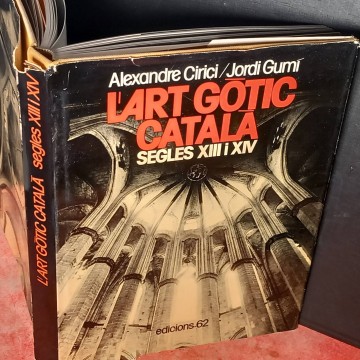 Alexandre Cirici / Jordi Gumí
L'ART GÒTIC
CATALÀ
SEGLES XIII i XIV
edicions 62
L'ART GÒTIC CATALÀ segles XIII i XIV